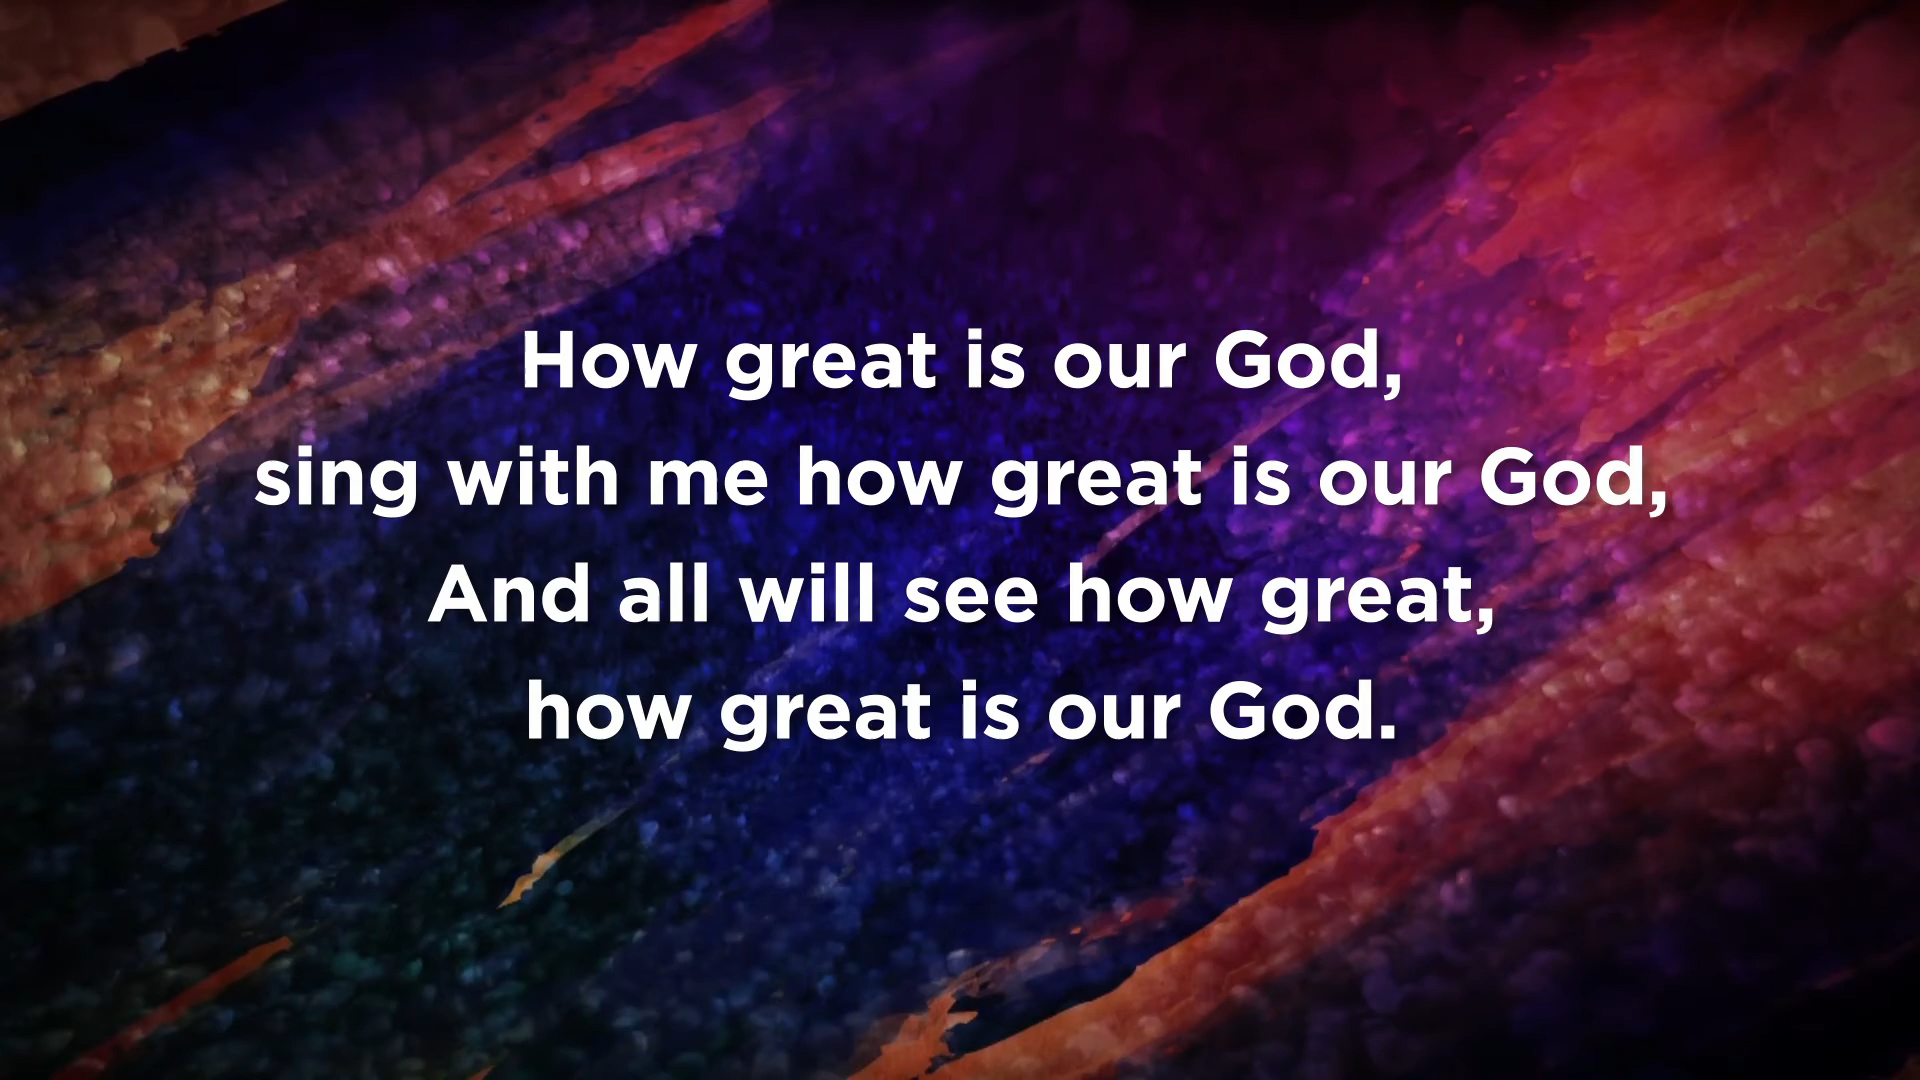 How great is our God,
sing with me how great is our God,
And all will see how great,
how great is our God.